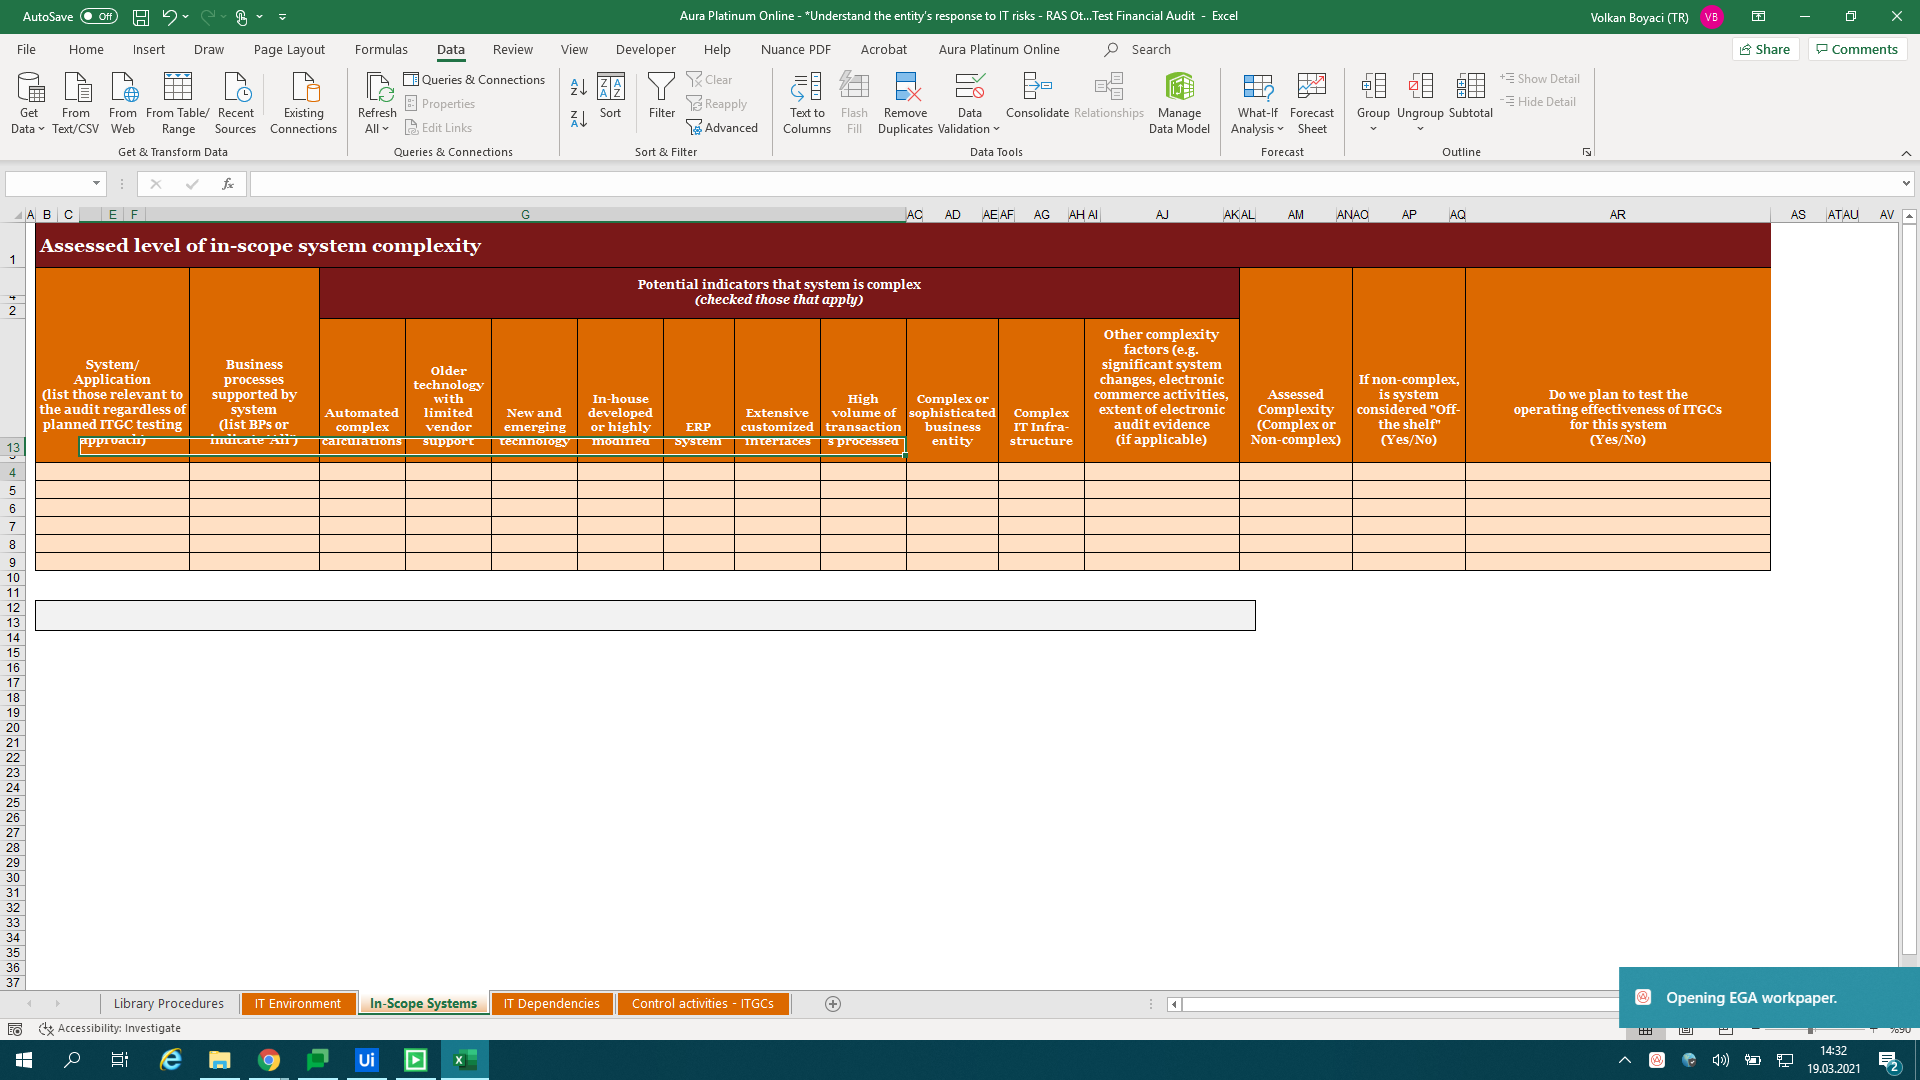 AutoSave Off
Aura Platinum Online - *Understand the entity's response to IT risks - RAS Ot...Test Financial Audit - Excel
Volkan Boyaci (TR) VB
File Home Insert Draw Page Layout Formulas Data Review View Developer Help Nuance PDF Acrobat Aura Platinum Online Search
Share Comments
Get Data
From Text/CSV
From Web
From Table/ Range
Recent Sources
Existing Connections
Get & Transform Data
Refresh All
Queries & Connections
Properties
Edit Links
Queries & Connections
Sort
Filter
Clear
Reapply
Advanced
Sort & Filter
Text to Columns
Flash Fill
Remove Duplicates
Data Validation
Consolidate
Relationships
Manage Data Model
Data Tools
What-If Analysis
Forecast Sheet
Forecast
Group
Ungroup
Subtotal
Show Detail
Hide Detail
Outline
fx
A B C E F G AC AD AE AF AG AH AI AJ AK AL AM AN AO AP AQ AR AS AT AU AV
1
Assessed level of in-scope system complexity
2
Potential indicators that system is complex
(checked those that apply)
System/
Application
(list those relevant to
the audit regardless of
planned ITGC testing
approach)
Business
processes
supported by
system
(list BPs or
indicate 'All')
Automated
complex
calculations
Older
technology
with
limited
vendor
support
New and
emerging
technology
In-house
developed
or highly
modified
ERP
System
Extensive
customized
interfaces
High
volume of
transaction
s processed
Complex or
sophisticated
business
entity
Complex
IT Infra-
structure
Other complexity
factors (e.g.
significant system
changes, electronic
commerce activities,
extent of electronic
audit evidence
(if applicable)
Assessed
Complexity
(Complex or
Non-complex)
If non-complex,
is system
considered "Off-
the shelf"
(Yes/No)
Do we plan to test the
operating effectiveness of ITGCs
for this system
(Yes/No)
13
4
5
6
7
8
9
10
11
12
13
14
15
16
17
18
19
20
21
22
23
24
25
26
27
28
29
30
31
32
33
34
35
36
37
Opening EGA workpaper.
Library Procedures IT Environment In-Scope Systems IT Dependencies Control activities - ITGCs
Accessibility: Investigate
%90
Ui
14:32
19.03.2021
2